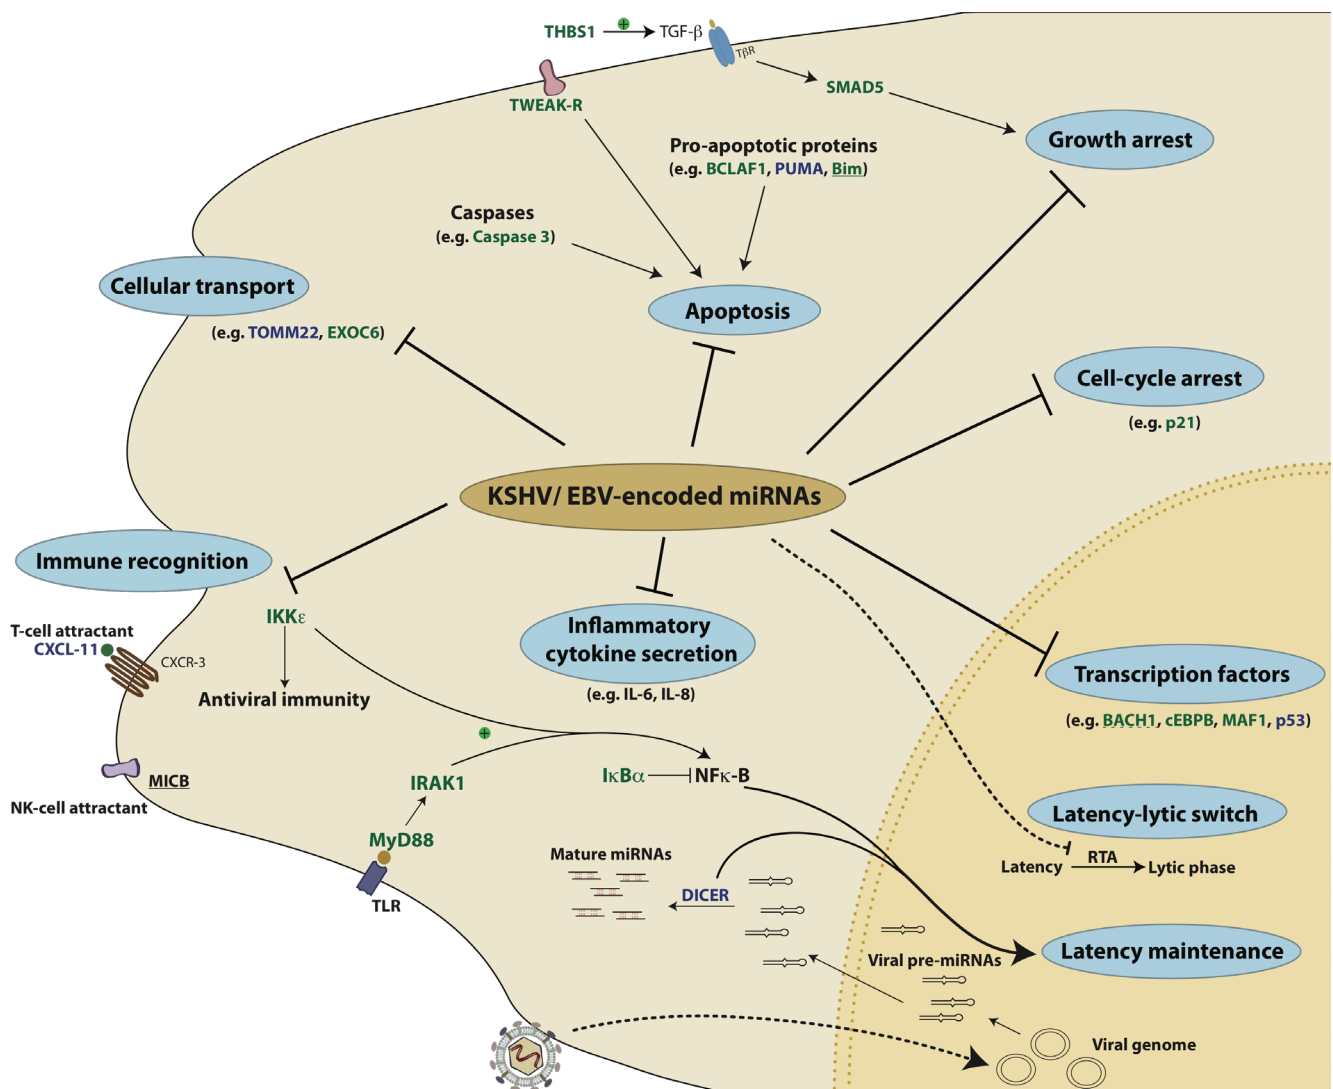 THBS1
+
TGF-β
TβR
TWEAK-R
SMAD5
Growth arrest
Pro-apoptotic proteins
(e.g. BCLAF1, PUMA, Bim)
Caspases
(e.g. Caspase 3)
Cellular transport
(e.g. TOMM22, EXOC6)
Apoptosis
Cell-cycle arrest
(e.g. p21)
KSHV/ EBV-encoded miRNAs
Immune recognition
IKKε
Antiviral immunity
T-cell attractant
CXCL-11
CXCR-3
Inflammatory
cytokine secretion
(e.g. IL-6, IL-8)
Transcription factors
(e.g. BACH1, cEBPB, MAF1, p53)
MICB
NK-cell attractant
+
IRAK1
IκBα
NFκ-B
MyD88
TLR
Latency-lytic switch
Latency
RTA
Lytic phase
Mature miRNAs
DICER
Latency maintenance
Viral pre-miRNAs
Viral genome